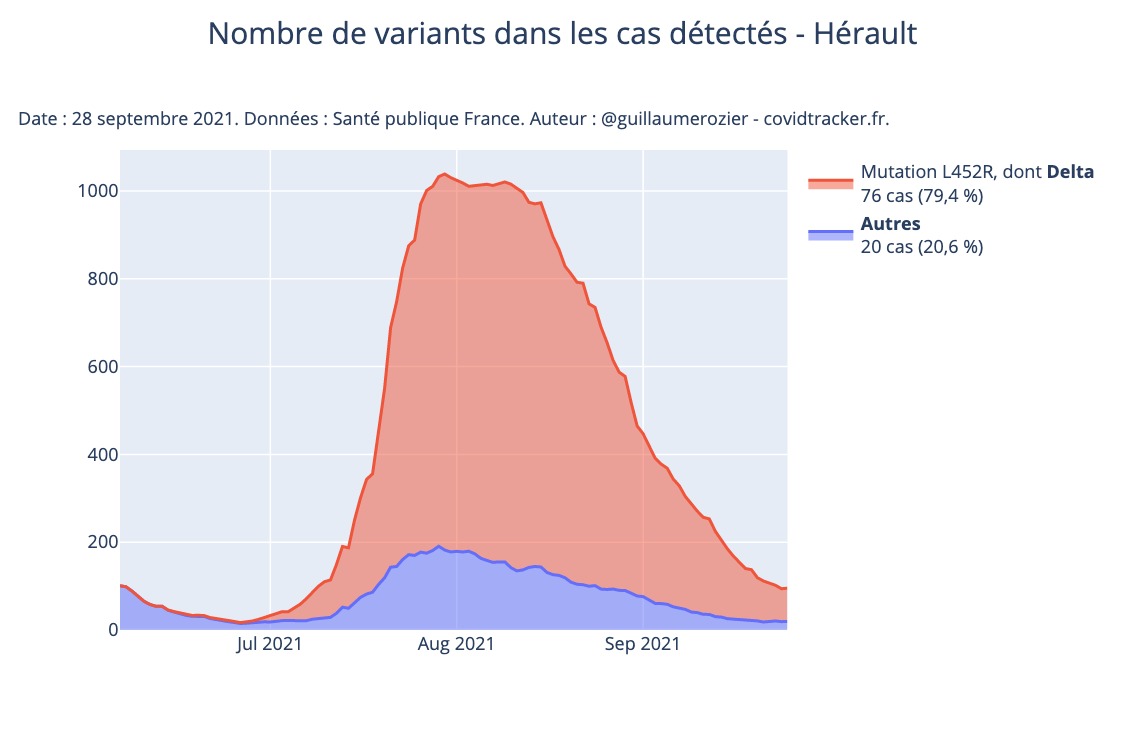 Nombre de variants dans les cas détectés - Hérault
Date : 28 septembre 2021. Données : Santé publique France. Auteur : @guillaumerozier - covidtracker.fr.
Mutation L452R, dont Delta
76 cas (79,4 %)
Autres
20 cas (20,6 %)
1000
800
600
400
200
0
Jul 2021
Aug 2021
Sep 2021